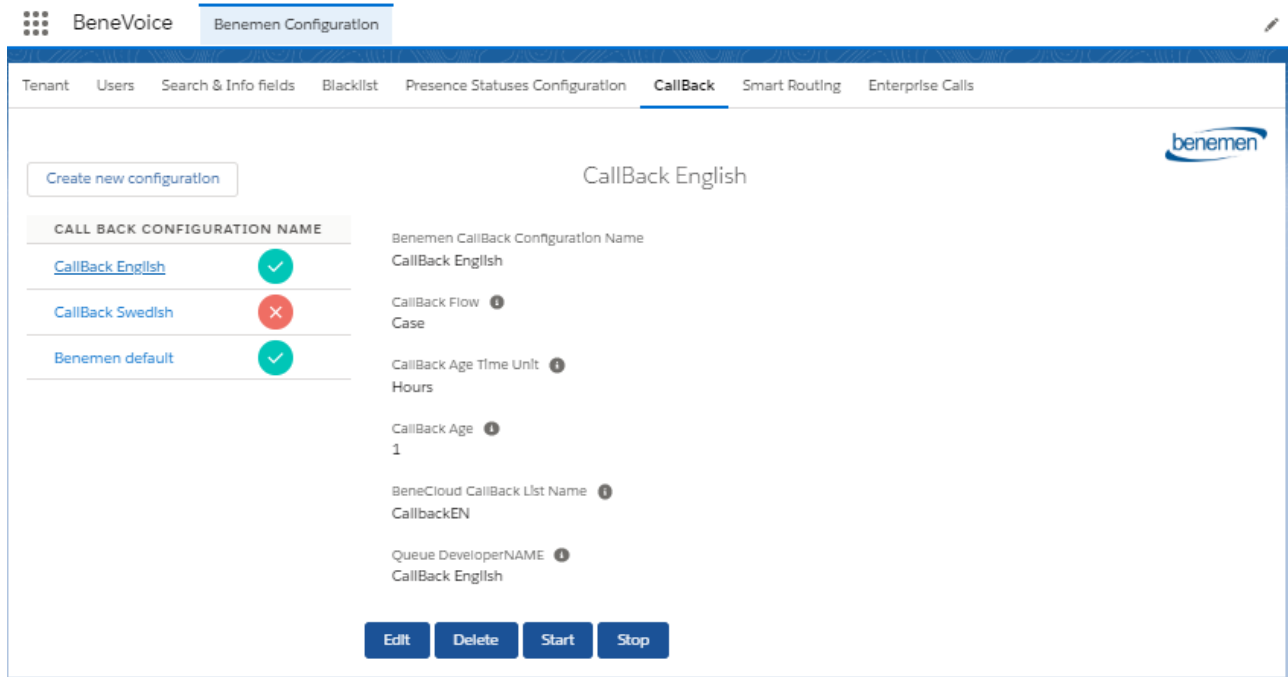 BeneVoice Benemen Configuration
Tenant Users Search & Info fields Blacklist Presence Statuses Configuration CallBack Smart Routing Enterprise Calls
benemen
Create new configuration
CallBack English
CALL BACK CONFIGURATION NAME
CallBack English
CallBack Swedish
Benemen default
Benemen CallBack Configuration Name
CallBack English
CallBack Flow
Case
CallBack Age Time Unit
Hours
CallBack Age
1
BeneCloud CallBack List Name
CallbackEN
Queue DeveloperNAME
CallBack English
Edit Delete Start Stop